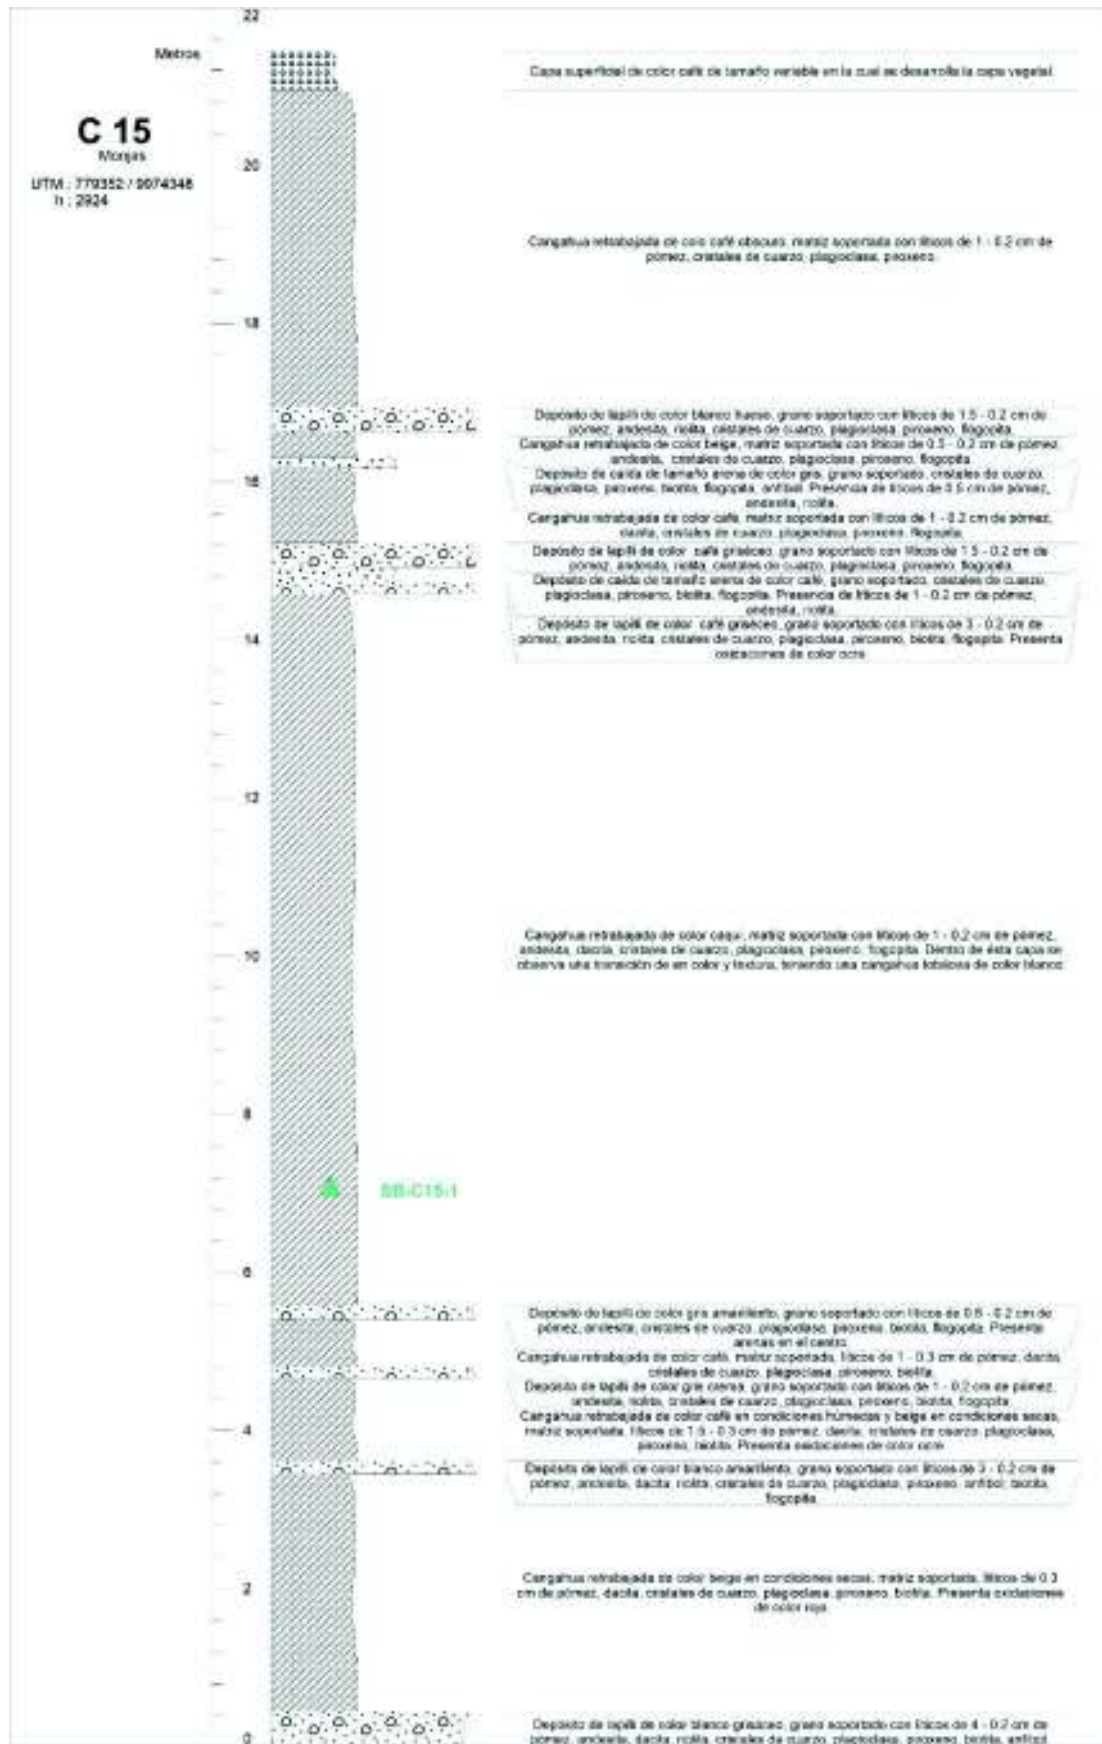 22
Metros
Capa superficial de color café de tamaño variable en la cual se desarrolla la capa vegetal
C 15
Monjas
UTM : 779352 / 9974348
h : 2924
20
Cangahua retrabajada de colo café obscuro, matriz soportada con líticos de 1 - 0.2 cm de
pómez, cristales de cuarzo, plagioclasa, piroxeno.
18
Depósito de lapilli de color blanco hueso, grano soportado con líticos de 1.5 - 0.2 cm de
pómez, andesita, riolita, cristales de cuarzo, plagioclasa, piroxeno, flogopita.
Cangahua retrabajada de color beige, matriz soportada con líticos de 0.5 - 0.2 cm de pómez,
andesita, cristales de cuarzo, plagioclasa, piroxeno, flogopita
16
Depósito de caída de tamaño arena de color gris, grano soportado, cristales de cuarzo,
plagioclasa, piroxeno, biotita, flogopita, anfíbol. Presencia de líticos de 0.5 cm de pómez,
andesita, riolita.
Cangahua retrabajada de color café, matriz soportada con líticos de 1 - 0.2 cm de pómez,
dacita, cristales de cuarzo, plagioclasa, piroxeno, flogopita.
Depósito de lapilli de color café grisáceo, grano soportado con líticos de 1.5 - 0.2 cm de
pómez, andesita, riolita, cristales de cuarzo, plagioclasa, piroxeno, flogopita.
Depósito de caída de tamaño arena de color café, grano soportado, cristales de cuarzo,
plagioclasa, piroxeno, biotita, flogopita. Presencia de líticos de 1 - 0.2 cm de pómez,
andesita, riolita.
14
Depósito de lapilli de color café grisáceo, grano soportado con líticos de 3 - 0.2 cm de
pómez, andesita, riolita, cristales de cuarzo, plagioclasa, piroxeno, biotita, flogopita. Presenta
oxidaciones de color ocre
12
Cangahua retrabajada de color caqui, matriz soportada con líticos de 1 - 0.2 cm de pómez,
andesita, dacita, cristales de cuarzo, plagioclasa, piroxeno, flogopita. Dentro de ésta capa se
observa una transición de en color y textura, teniendo una cangahua tobácea de color blanco
10
8
SB-C15-1
6
Depósito de lapilli de color gris amarillento, grano soportado con líticos de 0.8 - 0.2 cm de
pómez, andesita, cristales de cuarzo, plagioclasa, piroxeno, biotita, flogopita. Presenta
arenas en el centro
Cangahua retrabajada de color café, matriz soportada, líticos de 1 - 0.3 cm de pómez, dacita,
cristales de cuarzo, plagioclasa, piroxeno, biotita.
Depósito de lapilli de color gris crema, grano soportado con líticos de 1 - 0.2 cm de pómez,
andesita, riolita, cristales de cuarzo, plagioclasa, piroxeno, biotita, flogopita
4
Cangahua retrabajada de color café en condiciones húmedas y beige en condiciones secas,
matriz soportada, líticos de 1.5 - 0.3 cm de pómez, dacita, cristales de cuarzo, plagioclasa,
piroxeno, biotita. Presenta oxidaciones de color ocre
Depósito de lapilli de color blanco amarillento, grano soportado con líticos de 3 - 0.2 cm de
pómez, andesita, dacita, riolita, cristales de cuarzo, plagioclasa, piroxeno, anfíbol, biotita,
flogopita
2
Cangahua retrabajada de color beige en condiciones secas, matriz soportada, líticos de 0.3
cm de pómez, dacita, cristales de cuarzo, plagioclasa, piroxeno, biotita. Presenta oxidaciones
de color rojo
0
Depósito de lapilli de color blanco grisáceo, grano soportado con líticos de 4 - 0.2 cm de
pómez, andesita, dacita, riolita, cristales de cuarzo, plagioclasa, piroxeno, biotita, anfíbol